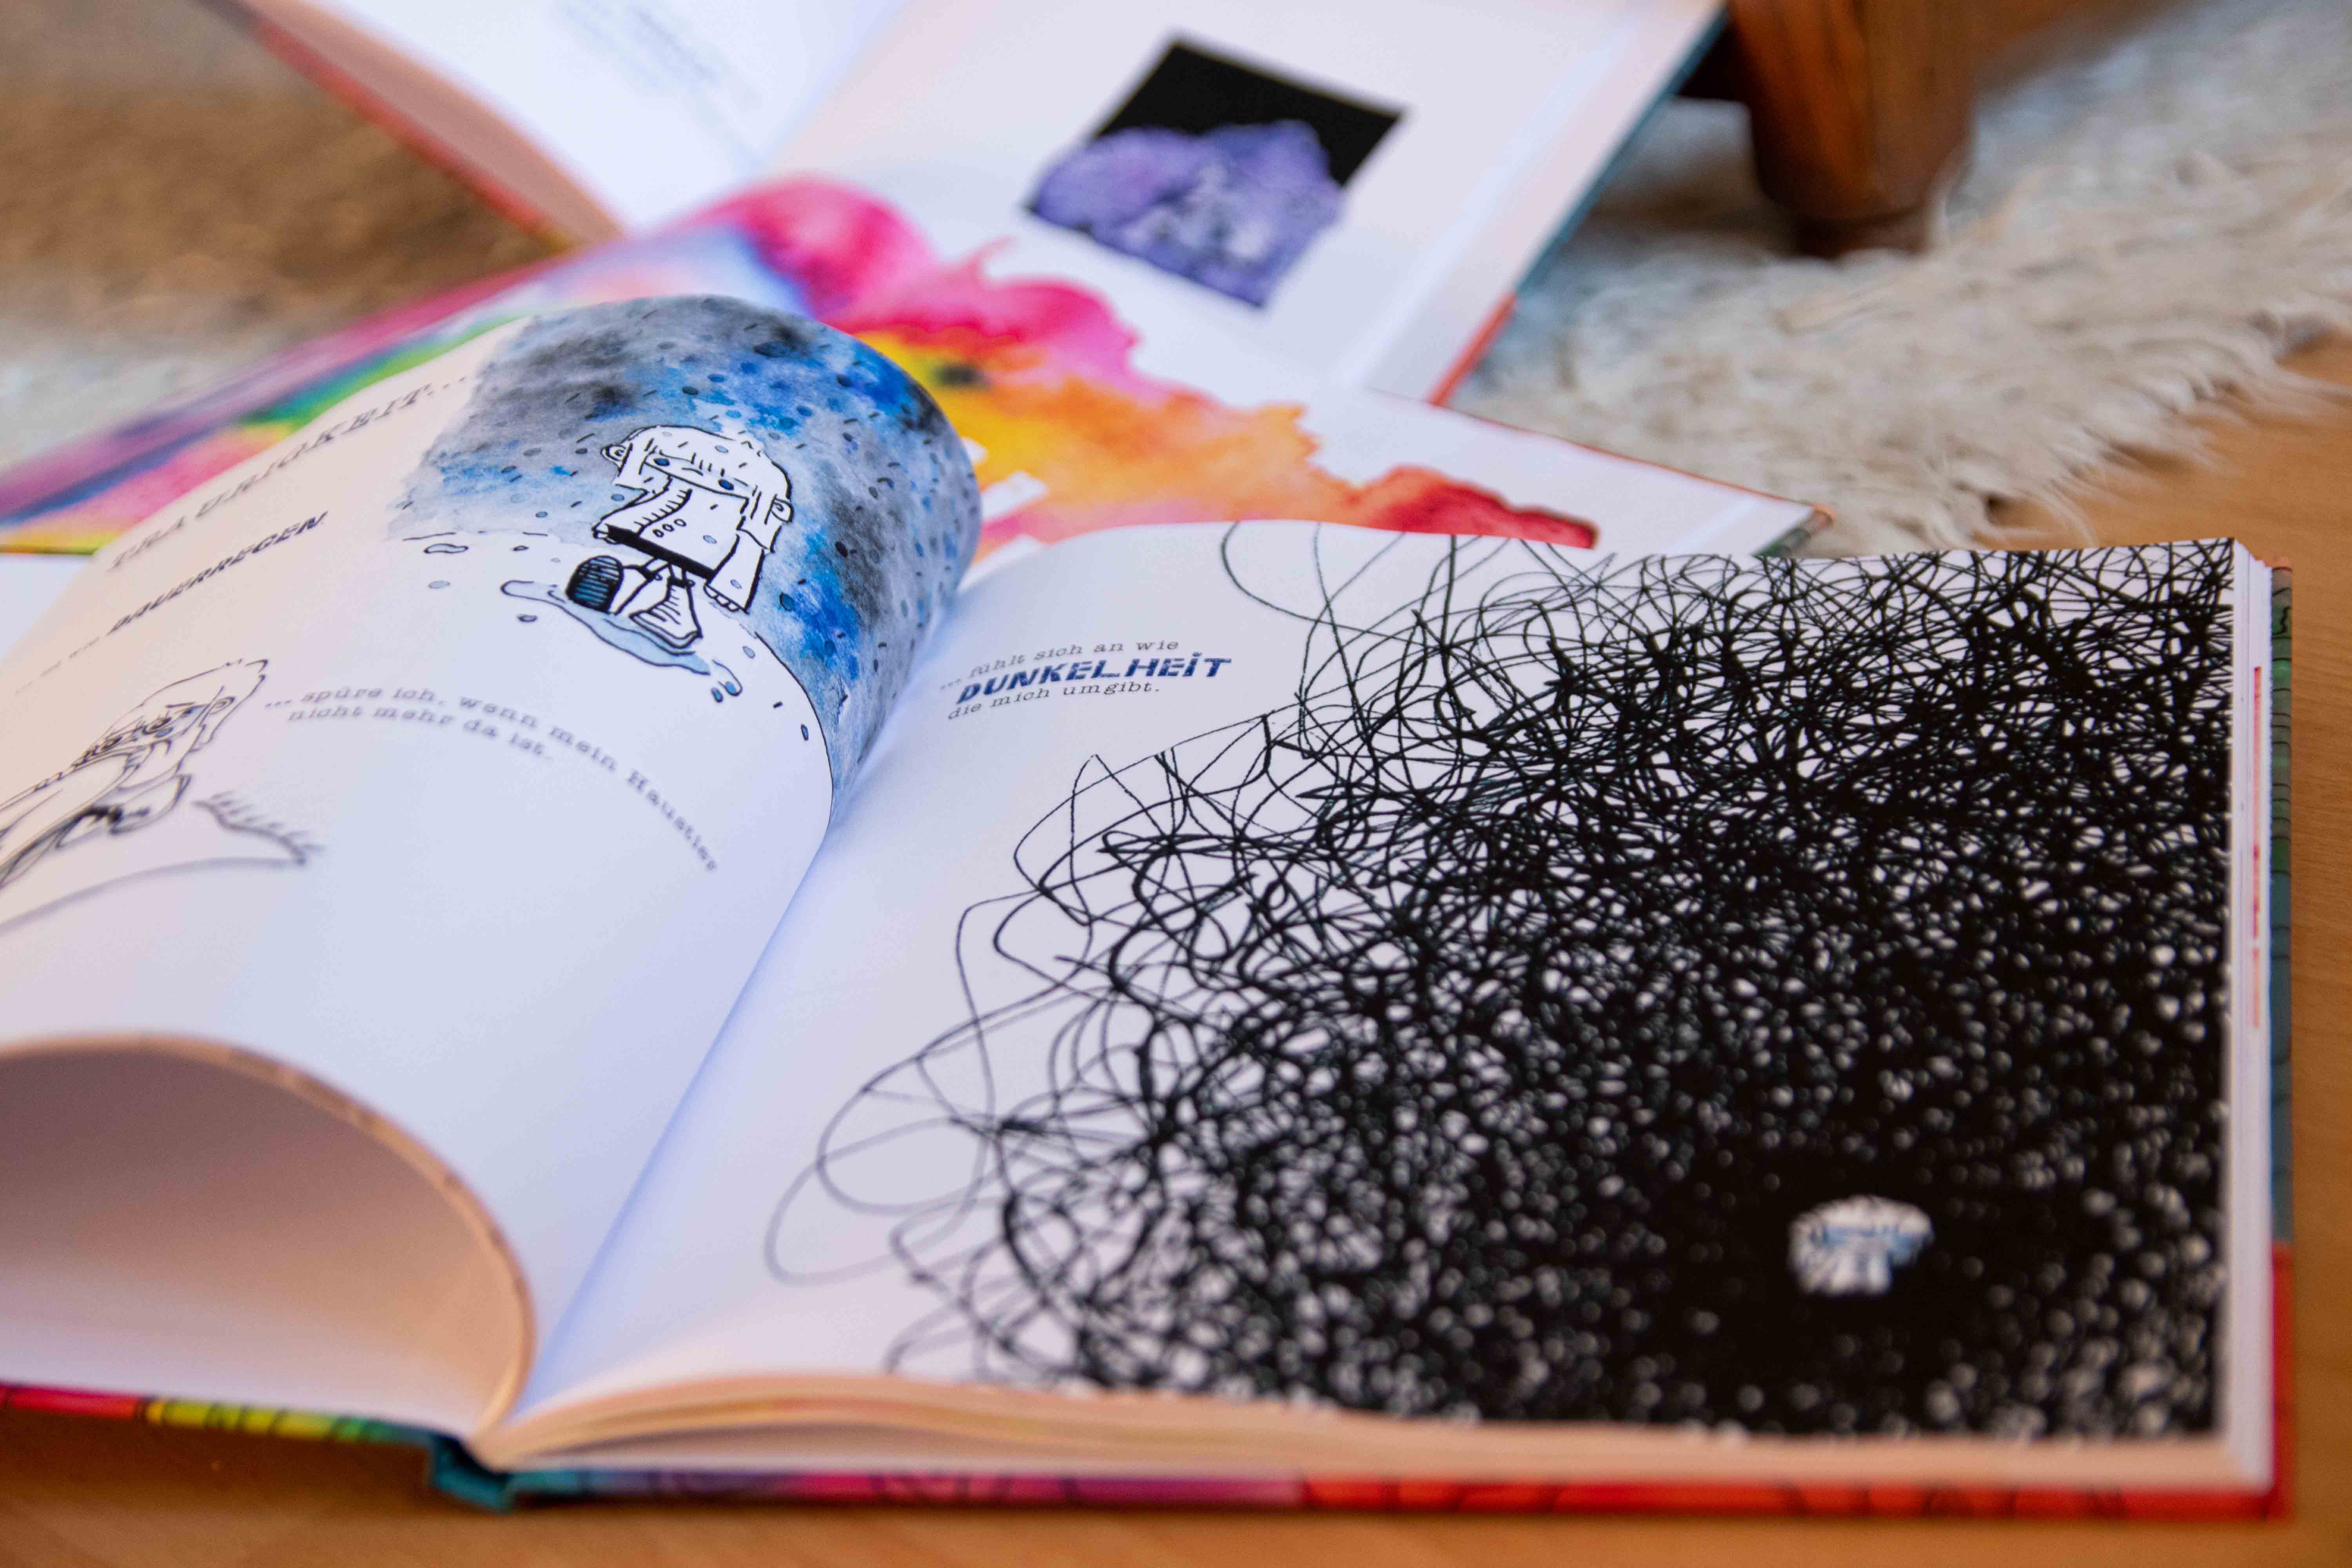 TRAURIGKEIT...
... wie... DAUERREGEN
... spüre ich, wenn mein Haustier
nicht mehr da ist.
... fühlt sich an wie
DUNKELHEIT
die mich umgibt.